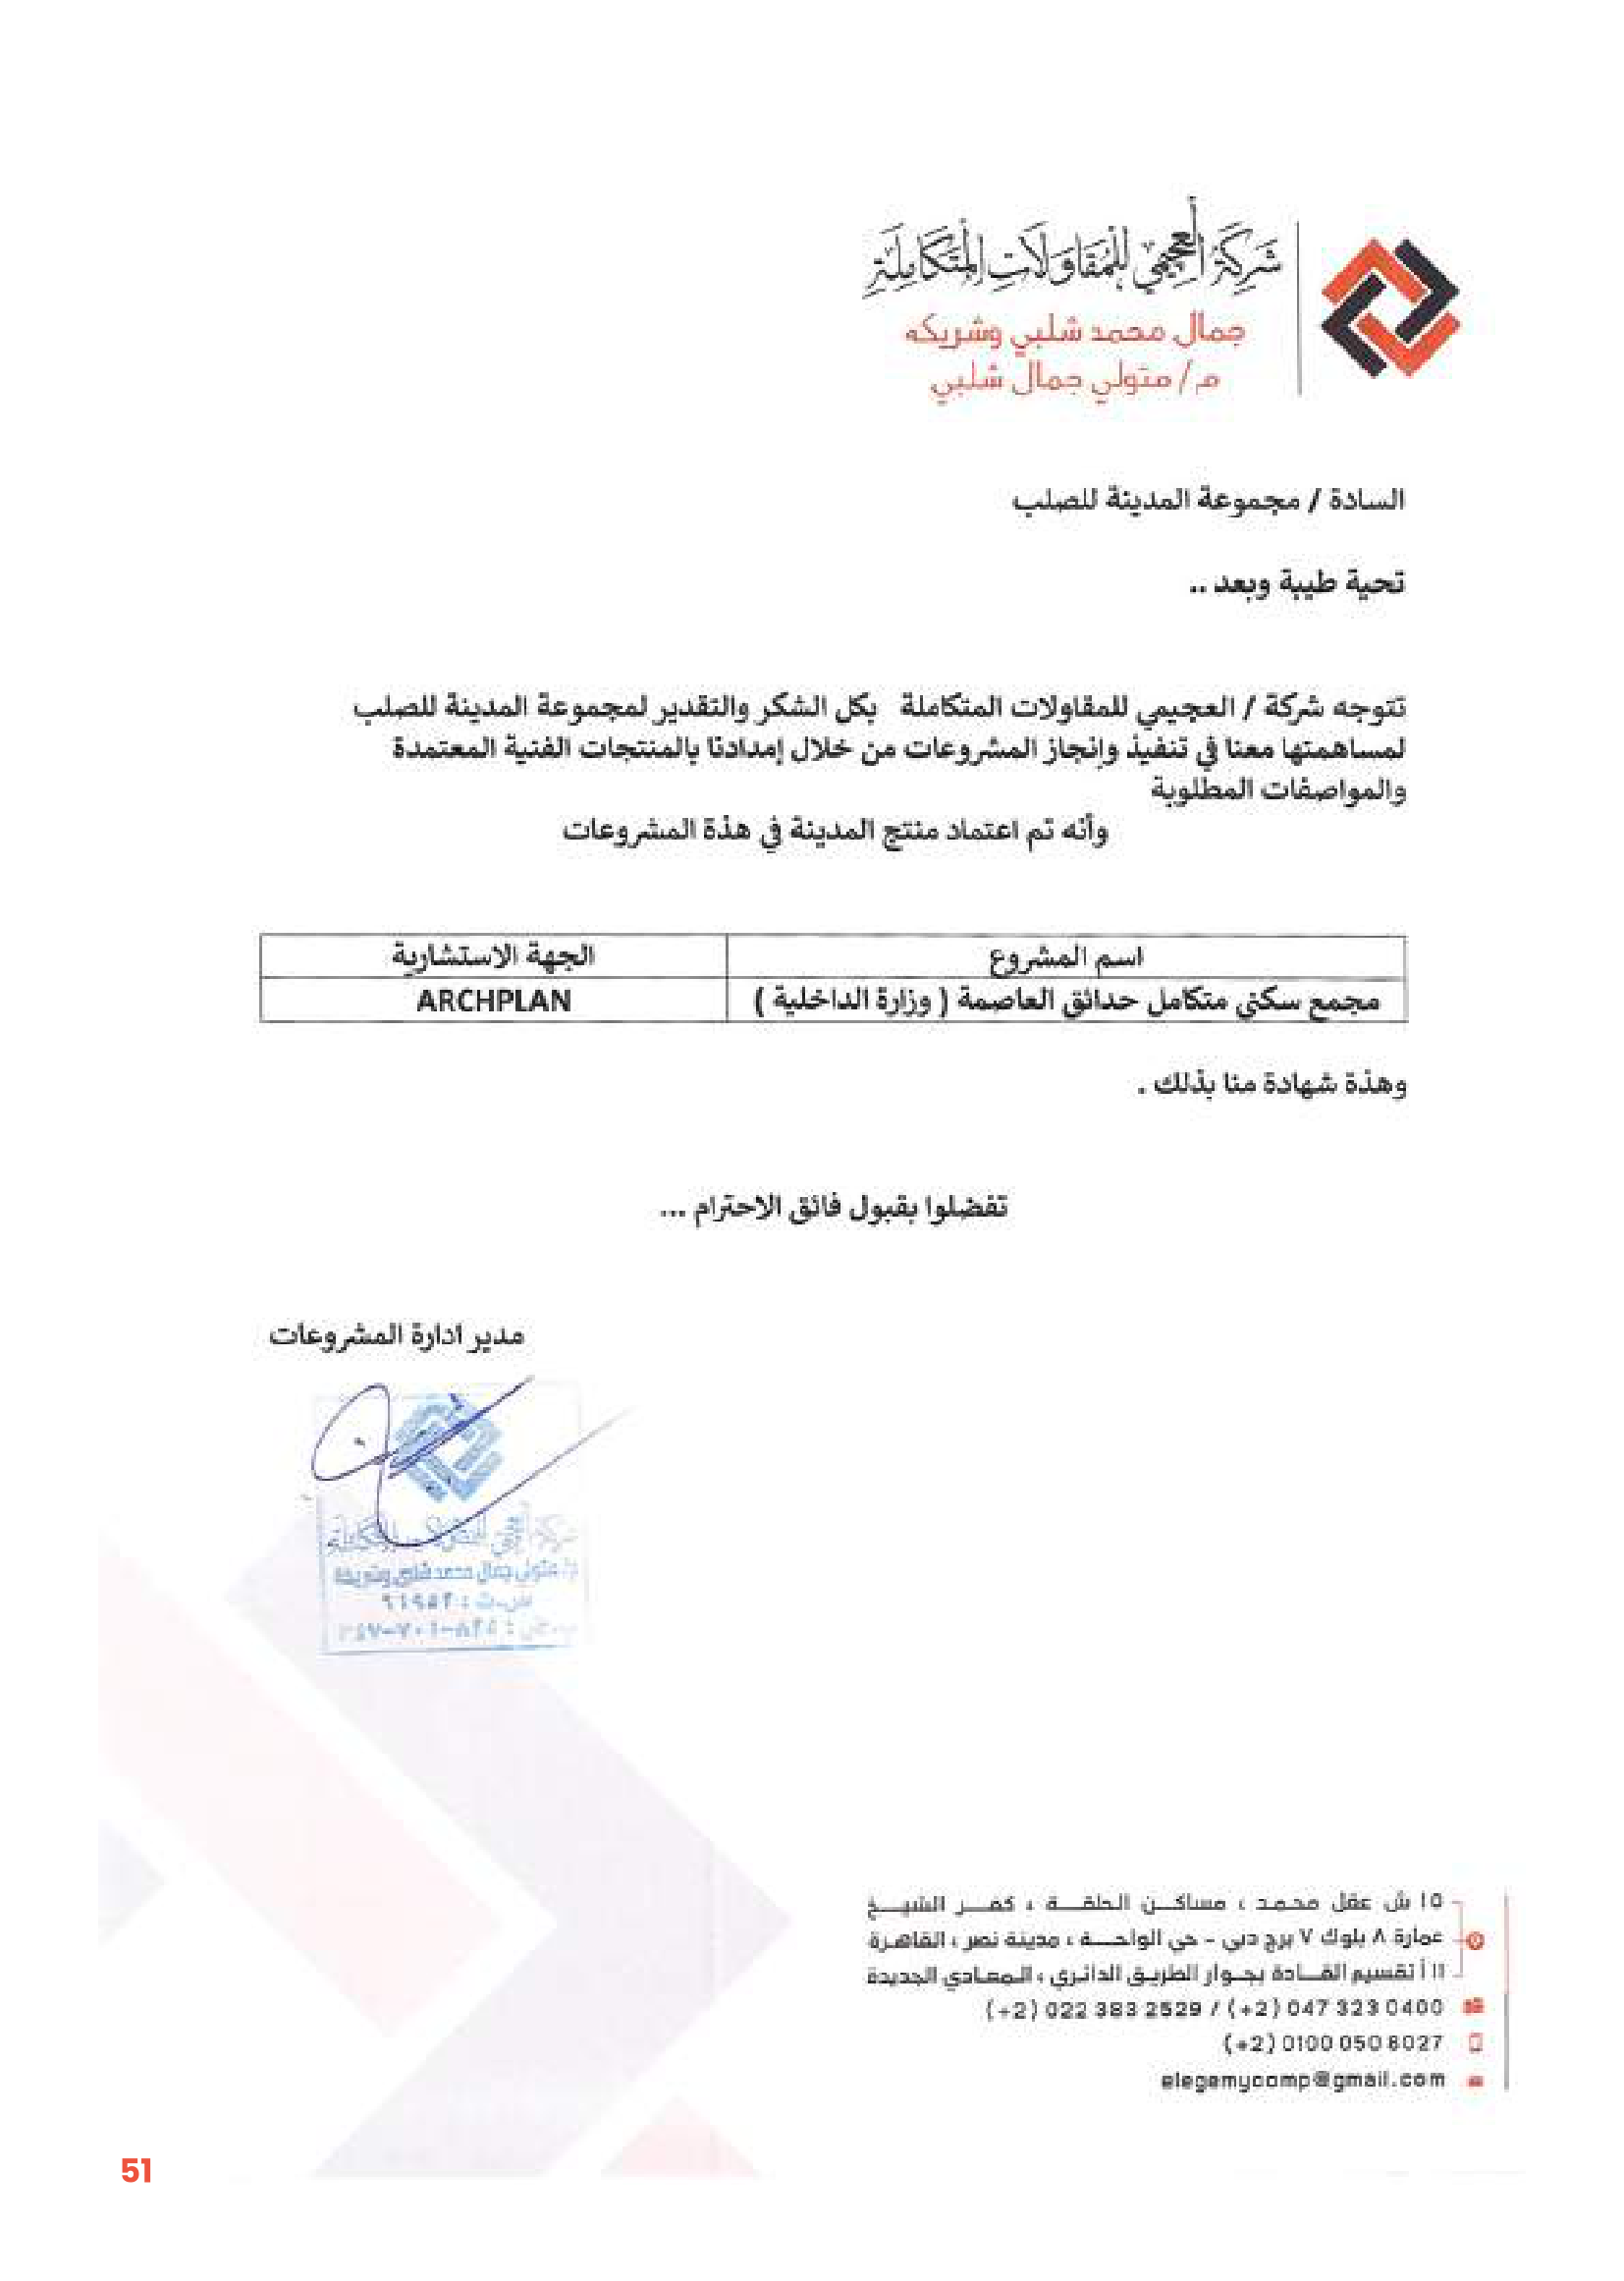 شركة العجيمي للمقاولات المتكاملة
جمال محمد شلبي وشريكه
م/ متولي جمال شلبي
السادة / مجموعة المدينة للصلب
تحية طيبة وبعد ..
تتوجه شركة / العجيمي للمقاولات المتكاملة بكل الشكر والتقدير لمجموعة المدينة للصلب
لمساهمتها معنا في تنفيذ وإنجاز المشروعات من خلال إمدادنا بالمنتجات الفنية المعتمدة
والمواصفات المطلوبة
وأنه تم اعتماد منتج المدينة في هذة المشروعات
اسم المشروع الجهة الاستشارية
مجمع سكني متكامل حدائق العاصمة ( وزارة الداخلية ) ARCHPLAN
وهذة شهادة منا بذلك .
تفضلوا بقبول فائق الاحترام ...
مدير ادارة المشروعات
شركة العجيمي للمقاولات المتكاملة
متولي جمال محمد شلبي وشريكه
١٥ ش عقل محمد ، مساكن الحلقة ، كفر الشيخ
عمارة ٨ بلوك ٧ برج دبي - حي الواحة ، مدينة نصر ، القاهرة
١١ أ تقسيم القادة بجوار الطريق الدائري ، المعادي الجديدة
(+2) 022 383 2529 / (+2) 047 323 0400
(+2) 0100 050 8027
elegemycomp@gmail.com
51